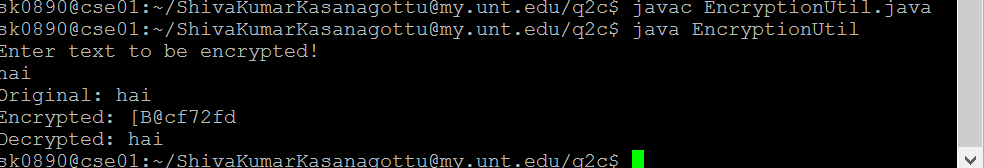 sk0890@cse01:~/ShivaKumarKasanagottu@my.unt.edu/q2c$ javac EncryptionUtil.java
sk0890@cse01:~/ShivaKumarKasanagottu@my.unt.edu/q2c$ java EncryptionUtil
Enter text to be encrypted!
hai
Original: hai
Encrypted: [B@cf72fd
Decrypted: hai
sk0890@cse01:~/ShivaKumarKasanagottu@my.unt.edu/q2c$